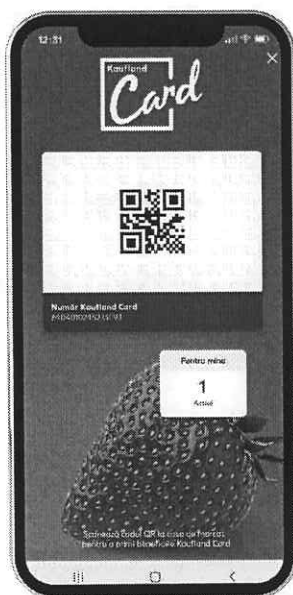 12:31
Kaufland
Card
Număr Kaufland Card
Pentru mine
1
Scanează codul QR la casa de marcat
pentru a primi beneficiile Kaufland Card